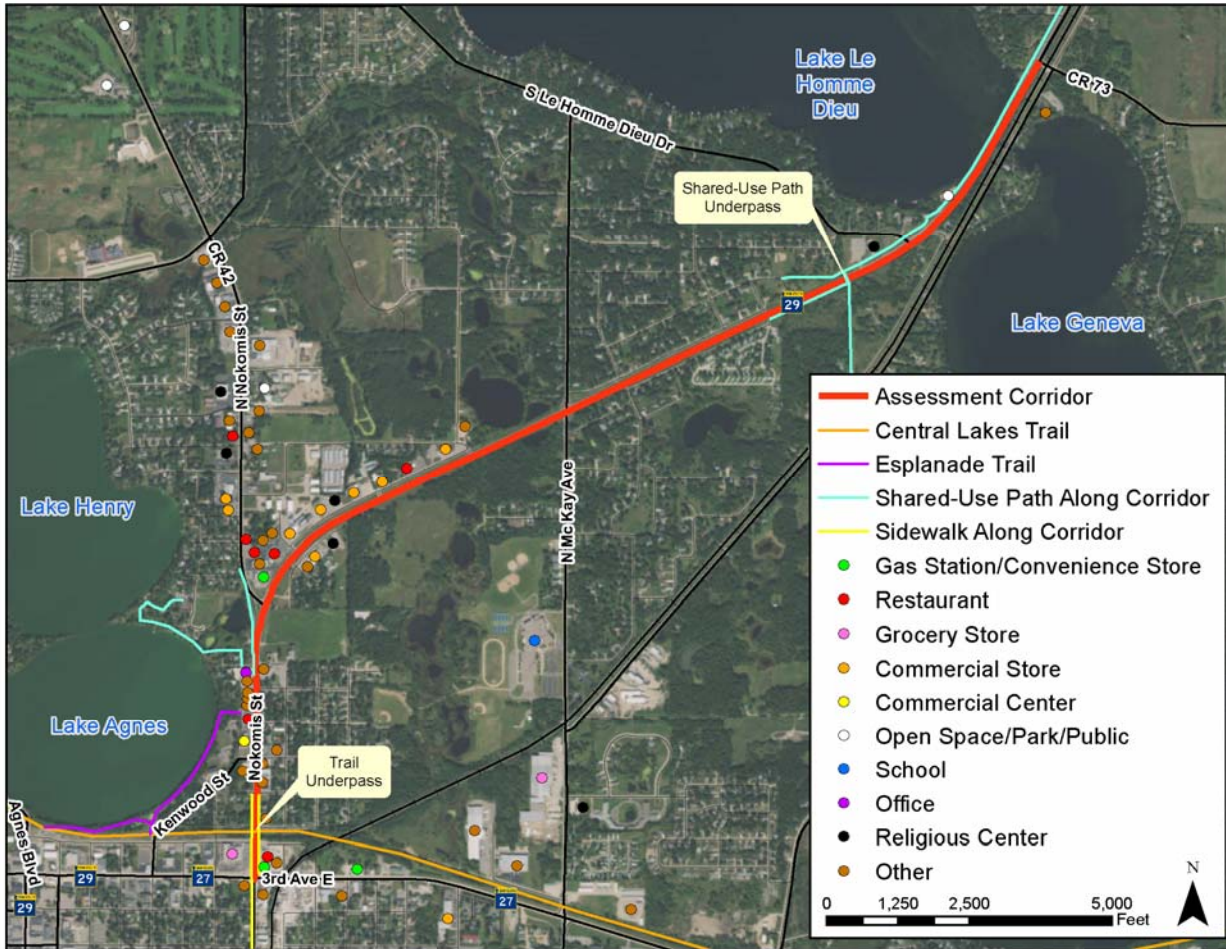 Lake Le
Homme
Dieu
CR 73
S Le Homme Dieu Dr
Shared-Use Path
Underpass
CR 42
29
Lake Geneva
N Nokomis St
Lake Henry
N Mc Kay Ave
Lake Agnes
Nokomis St
Trail
Underpass
Kenwood St
Agnes Blvd
29
27
3rd Ave E
27
29
Assessment Corridor
Central Lakes Trail
Esplanade Trail
Shared-Use Path Along Corridor
Sidewalk Along Corridor
Gas Station/Convenience Store
Restaurant
Grocery Store
Commercial Store
Commercial Center
Open Space/Park/Public
School
Office
Religious Center
Other
N
0 1,250 2,500 5,000
Feet